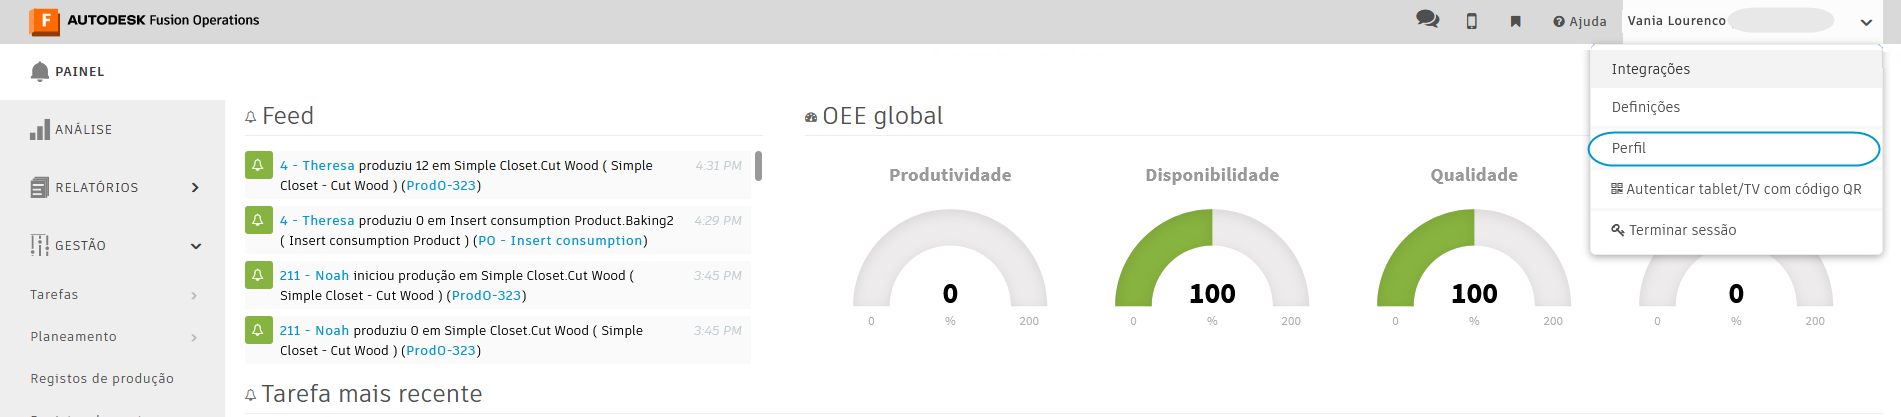 AUTODESK Fusion Operations
Ajuda
Vania Lourenco
PAINEL
ANÁLISE
RELATÓRIOS
GESTÃO
Tarefas
Planeamento
Registos de produção
Feed
4 - Theresa produziu 12 em Simple Closet.Cut Wood ( Simple
Closet - Cut Wood ) (ProdO-323)
4:31 PM
4 - Theresa produziu 0 em Insert consumption Product.Baking2
( Insert consumption Product ) (PO - Insert consumption)
4:29 PM
211 - Noah iniciou produção em Simple Closet.Cut Wood (
Simple Closet - Cut Wood ) (ProdO-323)
3:45 PM
211 - Noah produziu 0 em Simple Closet.Cut Wood ( Simple
Closet - Cut Wood ) (ProdO-323)
3:45 PM
Tarefa mais recente
OEE global
Produtividade
0
0 % 200
Disponibilidade
100
0 % 200
Qualidade
100
0 % 200
0
0 % 200
Integrações
Definições
Perfil
Autenticar tablet/TV com código QR
Terminar sessão